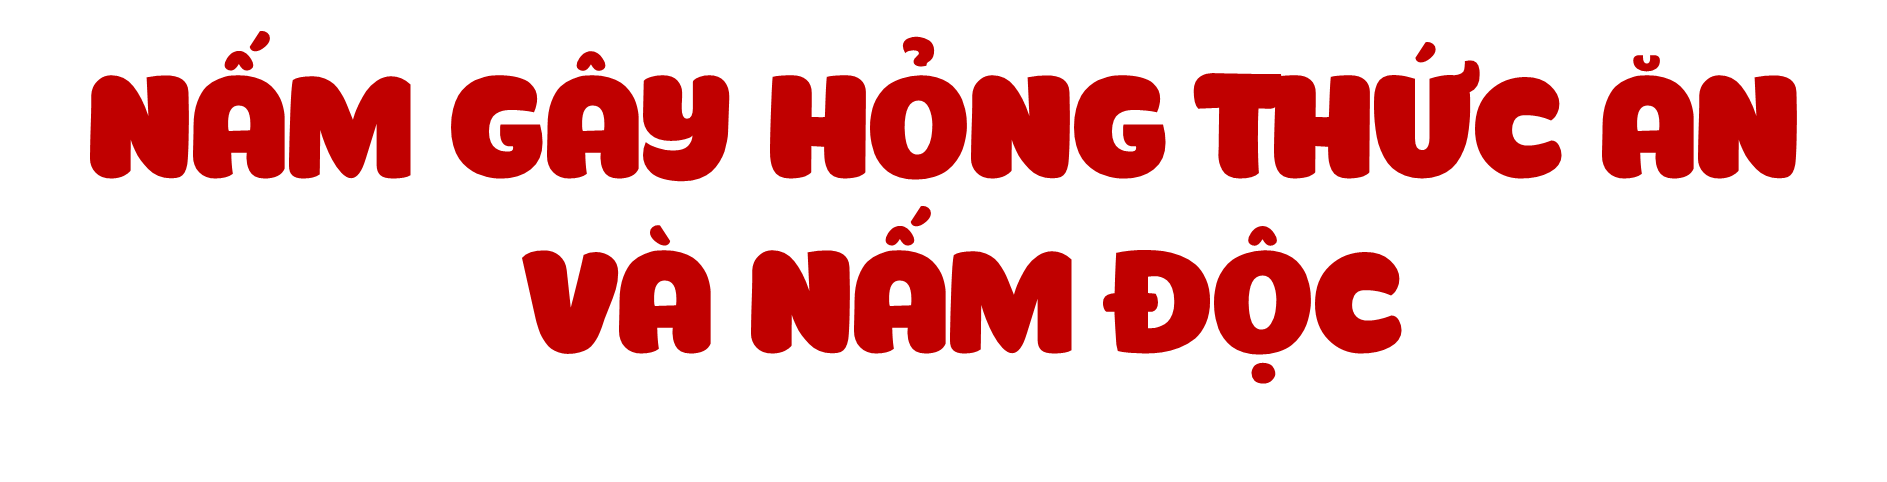 NẤM GÂY HỎNG THỨC ĂN
VÀ NẤM ĐỘC